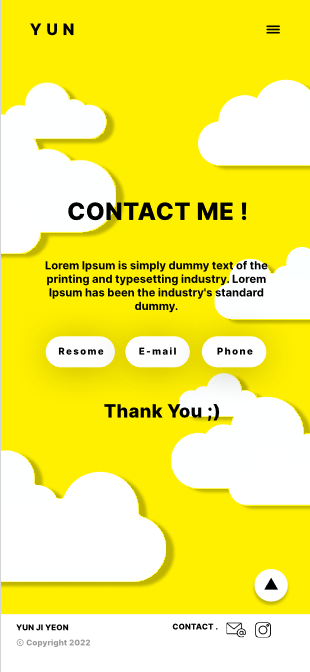 YUN
CONTACT ME !
Lorem Ipsum is simply dummy text of the
printing and typesetting industry. Lorem
Ipsum has been the industry's standard
dummy.
Resome E-mail Phone
Thank You ;)
YUN JI YEON CONTACT .
© Copyright 2022